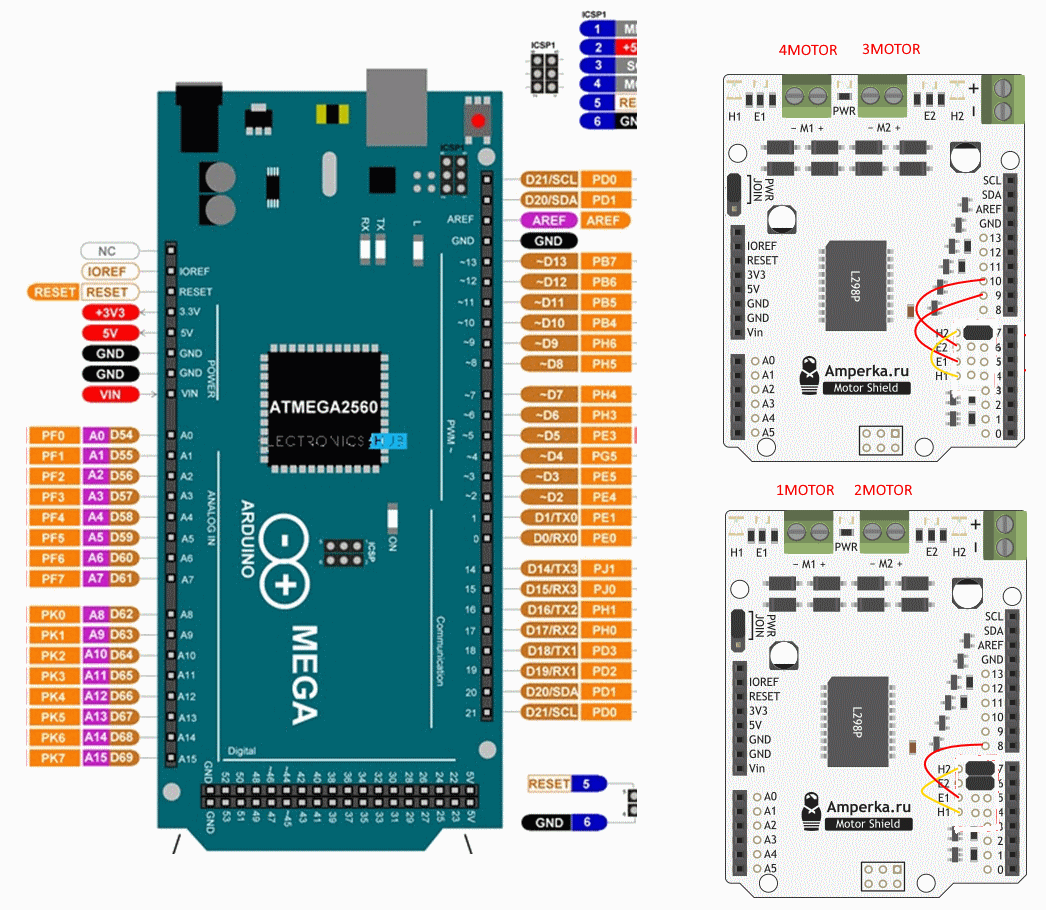 ICSP1
1
2 +5
3
4
5 RE
6 GN
ICSP1
ICSP1
RX
TX
L
NC
IOREF
RESET RESET
+3V3
5V
GND
GND
VIN
IOREF
RESET
3.3V
5V
GND
GND
VIN
POWER
PF0 A0 D54
PF1 A1 D55
PF2 A2 D56
PF3 A3 D57
PF4 A4 D58
PF5 A5 D59
PF6 A6 D60
PF7 A7 D61
PK0 A8 D62
PK1 A9 D63
PK2 A10 D64
PK3 A11 D65
PK4 A12 D66
PK5 A13 D67
PK6 A14 D68
PK7 A15 D69
A0
A1
A2
A3
A4
A5
A6
A7
A8
A9
A10
A11
A12
A13
A14
A15
ANALOG IN
ATMEGA2560
ELECTRONICS HUB
ARDUINO
MEGA
ICSP
ON
AREF
GND
~13
~12
~11
~10
~9
~8
~7
~6
~5
~4
~3
~2
1
0
14
15
16
17
18
19
20
21
PWM ~
Communication
D21/SCL PD0
D20/SDA PD1
AREF AREF
GND
~D13 PB7
~D12 PB6
~D11 PB5
~D10 PB4
~D9 PH6
~D8 PH5
~D7 PH4
~D6 PH3
~D5 PE3
~D4 PG5
~D3 PE5
~D2 PE4
D1/TX0 PE1
D0/RX0 PE0
D14/TX3 PJ1
D15/RX3 PJ0
D16/TX2 PH1
D17/RX2 PH0
D18/TX1 PD3
D19/RX1 PD2
D20/SDA PD1
D21/SCL PD0
RESET 5
GND 6
Digital
GND 52 50 48 ~46 ~44 42 40 38 36 34 32 30 28 26 24 22 5V
GND 53 51 49 47 ~45 43 41 39 37 35 33 31 29 27 25 23 5V
4MOTOR 3MOTOR
H1 E1 PWR E2 H2 + −
− M1 + − M2 +
JOIN
PWR
SCL
SDA
AREF
GND
13
12
11
10
9
8
IOREF
RESET
3V3
5V
GND
GND
Vin
L298P
H2 7
E2 6
E1 5
H1 4
3
2
1
0
A0
A1
A2
A3
A4
A5
Amperka.ru
Motor Shield
1MOTOR 2MOTOR
H1 E1 PWR E2 H2 + −
− M1 + − M2 +
JOIN
PWR
SCL
SDA
AREF
GND
13
12
11
10
9
8
IOREF
RESET
3V3
5V
GND
GND
Vin
L298P
H2 7
E2 6
E1 5
H1 4
3
2
1
0
A0
A1
A2
A3
A4
A5
Amperka.ru
Motor Shield